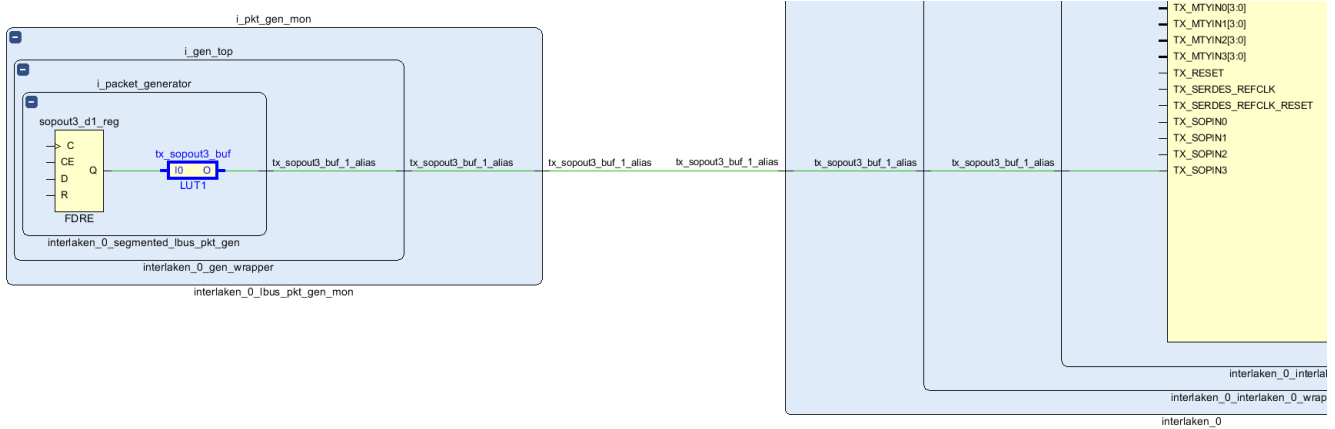 i_pkt_gen_mon
i_gen_top
i_packet_generator
sopout3_d1_reg
C
CE
D
R
Q
FDRE
tx_sopout3_buf
I0 O
LUT1
tx_sopout3_buf_1_alias
tx_sopout3_buf_1_alias
tx_sopout3_buf_1_alias
tx_sopout3_buf_1_alias
tx_sopout3_buf_1_alias
tx_sopout3_buf_1_alias
interlaken_0_segmented_lbus_pkt_gen
interlaken_0_gen_wrapper
interlaken_0_lbus_pkt_gen_mon
TX_MTYIN0[3:0]
TX_MTYIN1[3:0]
TX_MTYIN2[3:0]
TX_MTYIN3[3:0]
TX_RESET
TX_SERDES_REFCLK
TX_SERDES_REFCLK_RESET
TX_SOPIN0
TX_SOPIN1
TX_SOPIN2
TX_SOPIN3
interlaken_0_interlal
interlaken_0_interlaken_0_wrap
interlaken_0